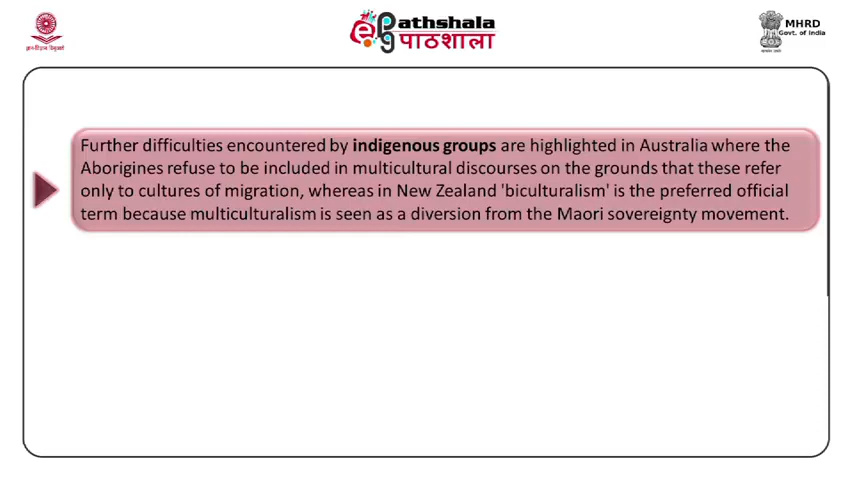 Pathshala
पाठशाला
MHRD
Govt. of India
Further difficulties encountered by indigenous groups are highlighted in Australia where the
Aborigines refuse to be included in multicultural discourses on the grounds that these refer
only to cultures of migration, whereas in New Zealand 'biculturalism' is the preferred official
term because multiculturalism is seen as a diversion from the Maori sovereignty movement.